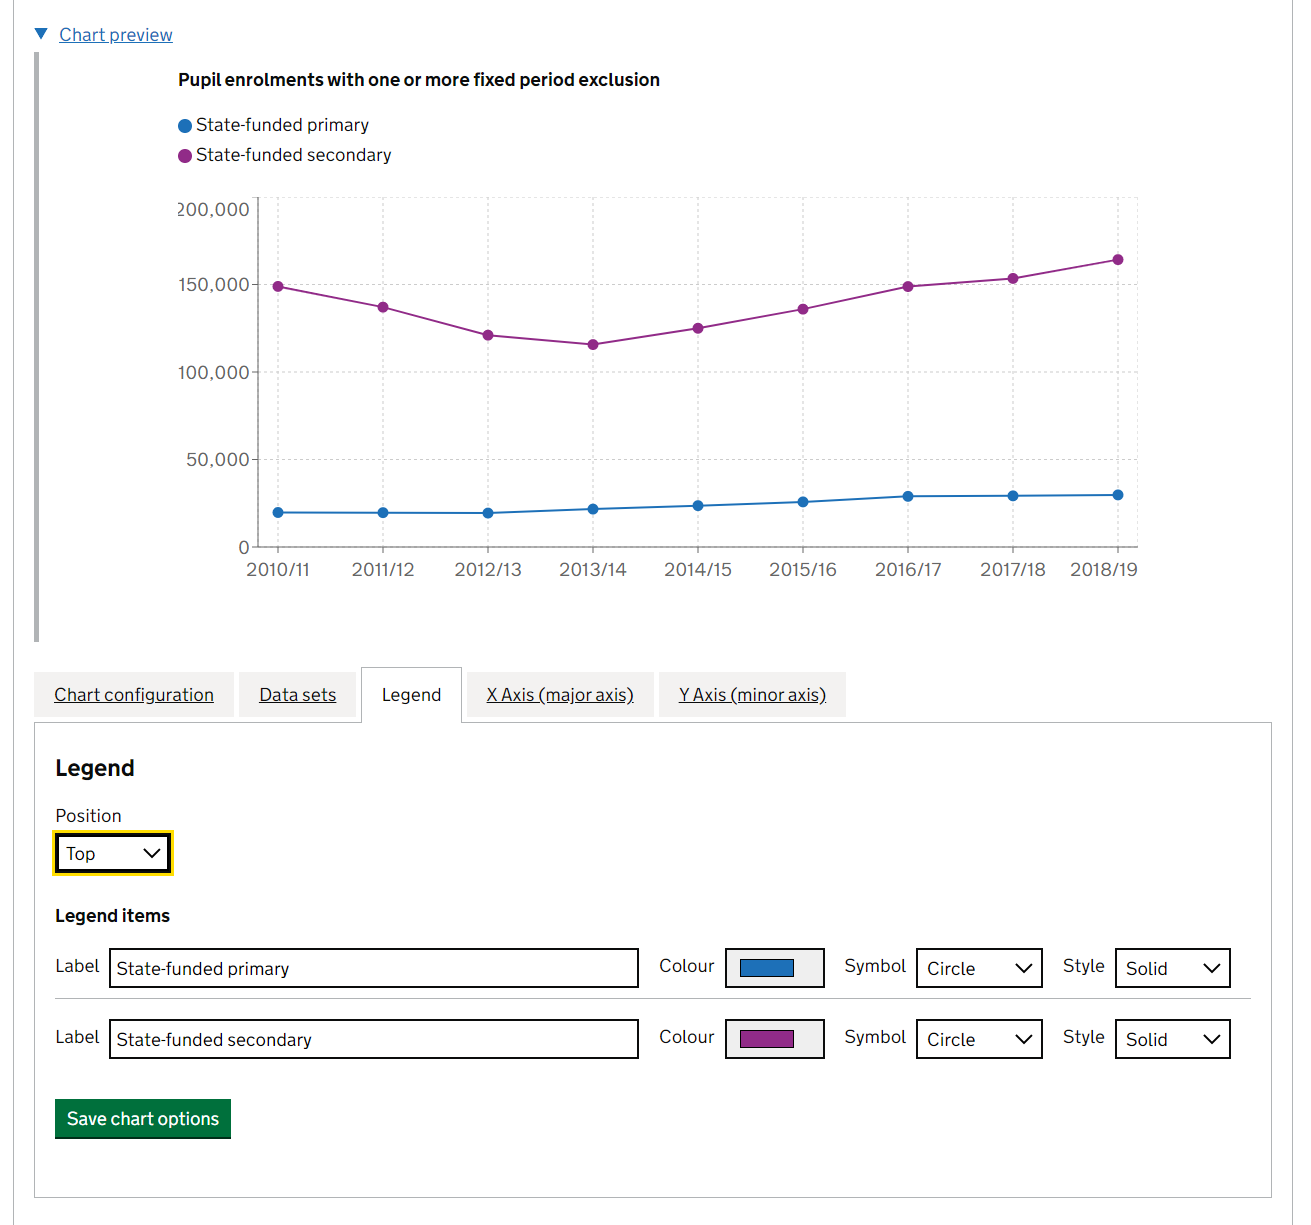 Chart preview
Pupil enrolments with one or more fixed period exclusion
State-funded primary
State-funded secondary
200,000
150,000
100,000
50,000
0
2010/11 2011/12 2012/13 2013/14 2014/15 2015/16 2016/17 2017/18 2018/19
Chart configuration Data sets Legend X Axis (major axis) Y Axis (minor axis)
Legend
Position
Top
Legend items
Label State-funded primary Colour Symbol Circle Style Solid
Label State-funded secondary Colour Symbol Circle Style Solid
Save chart options